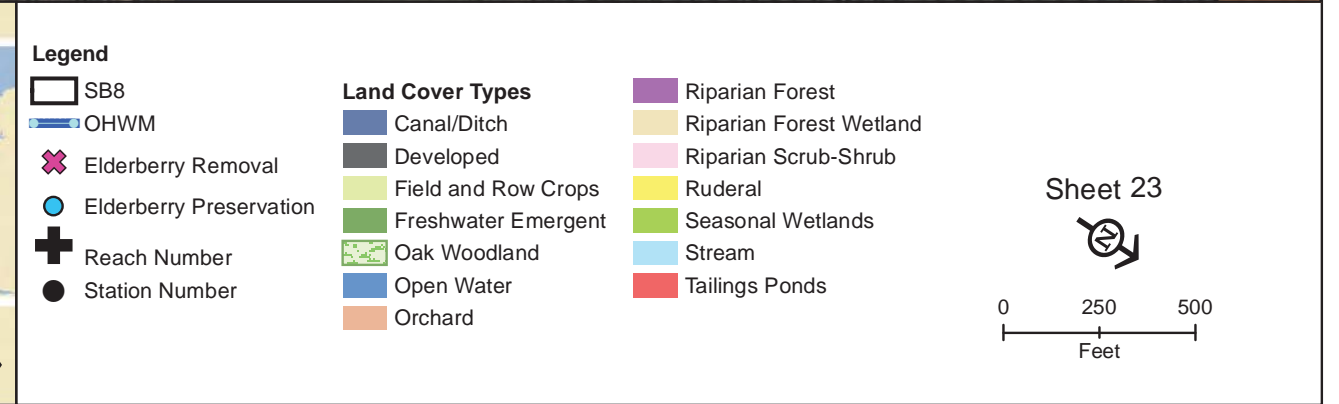 Legend
SB8
OHWM
Elderberry Removal
Elderberry Preservation
Reach Number
Station Number
Land Cover Types
Canal/Ditch
Developed
Field and Row Crops
Freshwater Emergent
Oak Woodland
Open Water
Orchard
Riparian Forest
Riparian Forest Wetland
Riparian Scrub-Shrub
Ruderal
Seasonal Wetlands
Stream
Tailings Ponds
Sheet 23
N
0 250 500
Feet